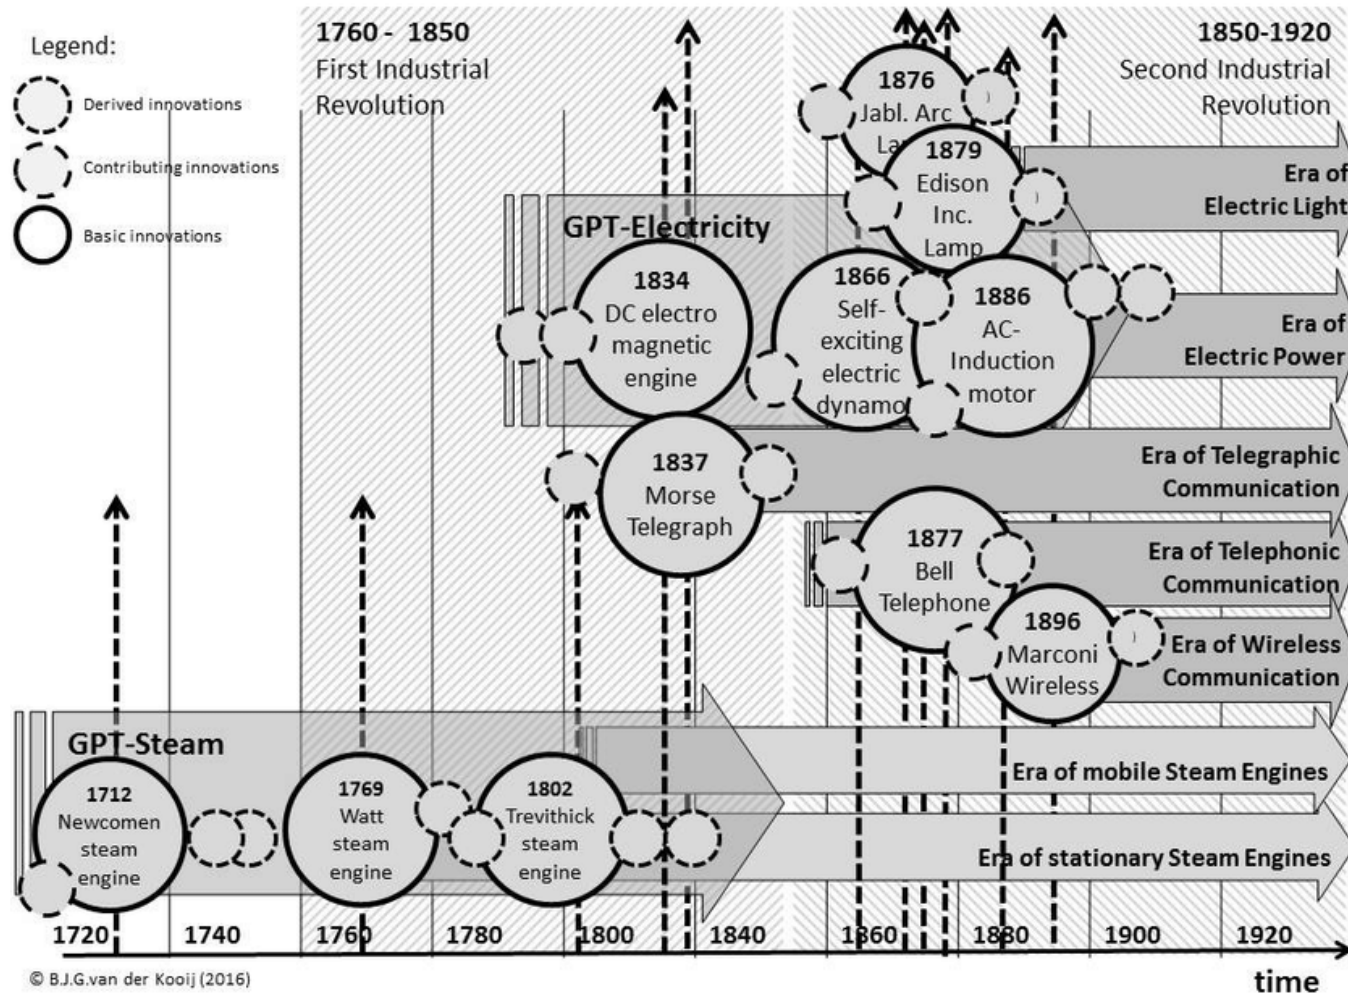 Legend:
Derived innovations
Contributing innovations
Basic innovations
1760 - 1850
First Industrial
Revolution
1850-1920
Second Industrial
Revolution
1876
Jabl. Arc
1879
Edison
Inc.
Lamp
Era of
Electric Light
GPT-Electricity
1834
DC electro
magnetic
engine
1866
Self-
exciting
electric
dynamo
1886
AC-
Induction
motor
Era of
Electric Power
1837
Morse
Telegraph
Era of Telegraphic
Communication
1877
Bell
Telephone
Era of Telephonic
Communication
1896
Marconi
Wireless
Era of Wireless
Communication
GPT-Steam
1712
Newcomen
steam
engine
1769
Watt
steam
engine
1802
Trevithick
steam
engine
Era of mobile Steam Engines
Era of stationary Steam Engines
1720 1740 1760 1780 1800 1840 1860 1880 1900 1920
© B.J.G.van der Kooij (2016)
time